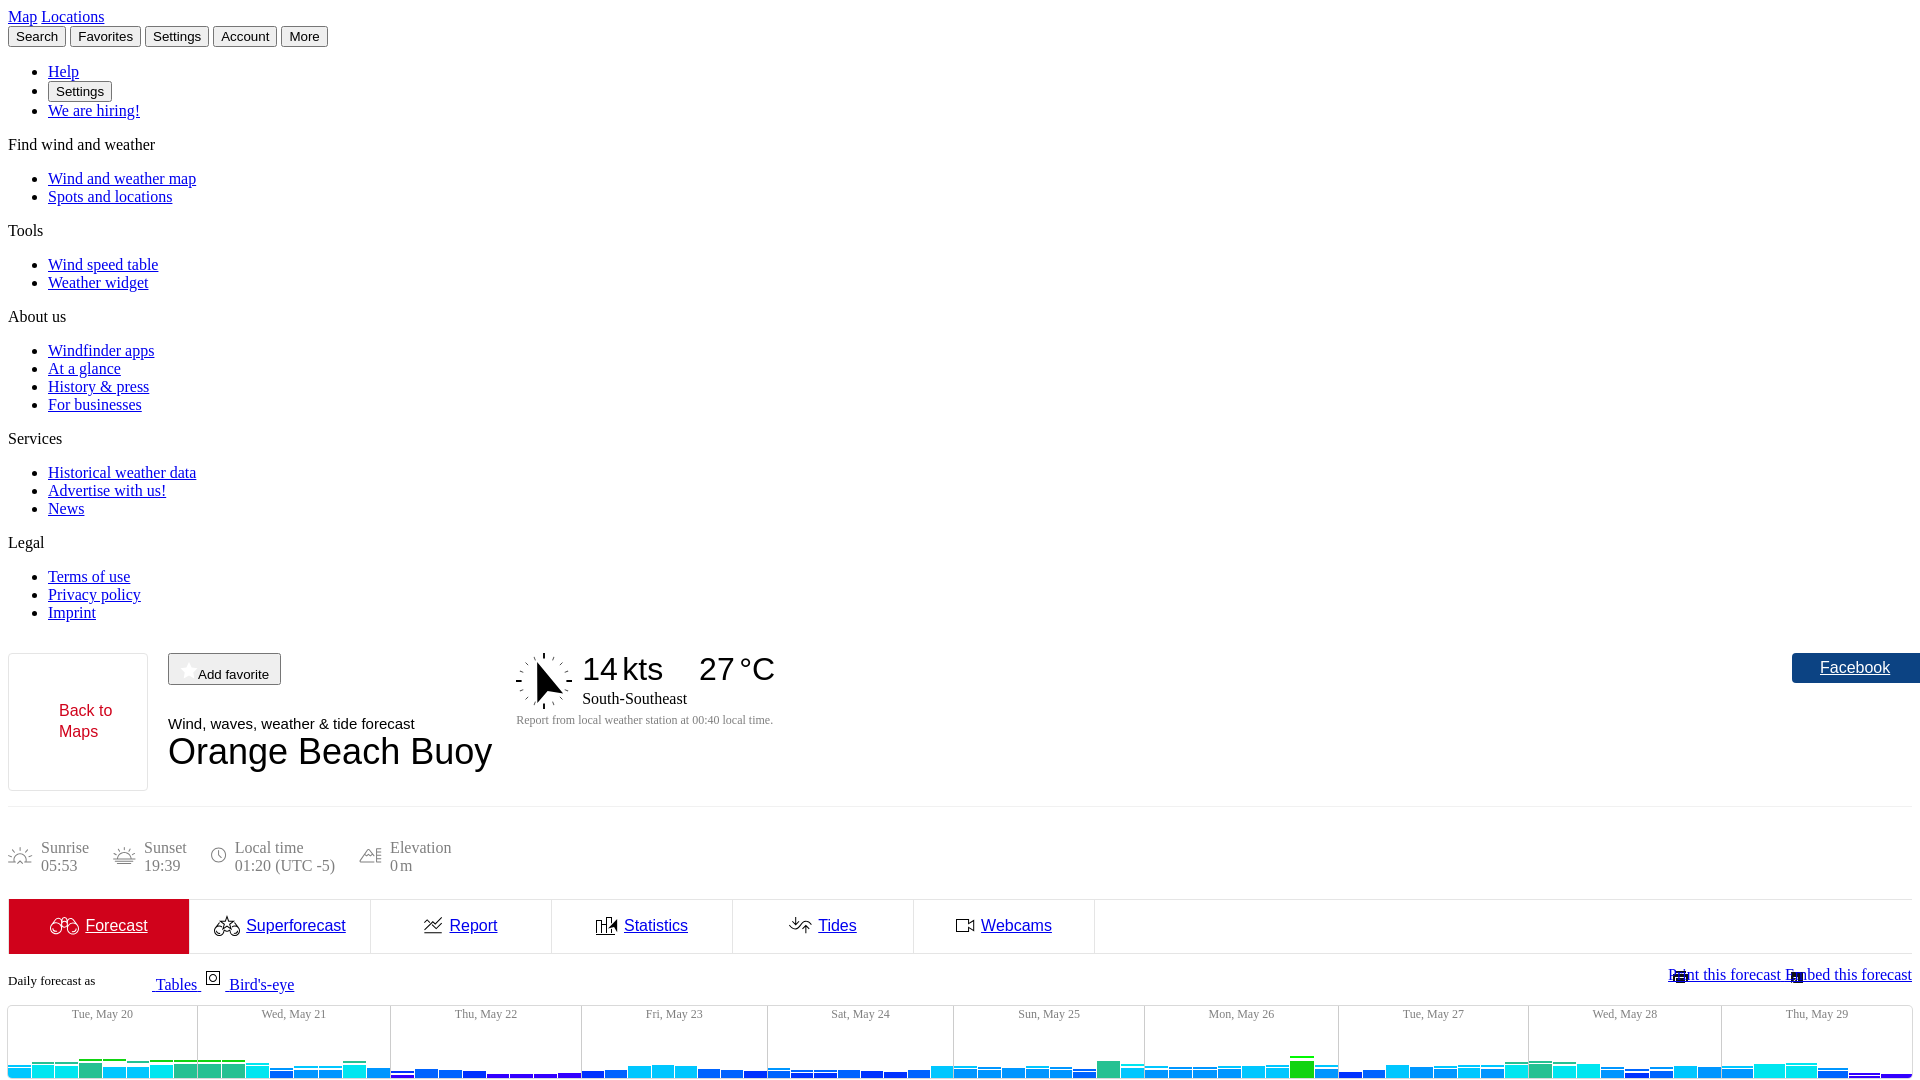 Map Locations
Search Favorites Settings Account More
Help
Settings
We are hiring!
Find wind and weather
Wind and weather map
Spots and locations
Tools
Wind speed table
Weather widget
About us
Windfinder apps
At a glance
History & press
For businesses
Services
Historical weather data
Advertise with us!
News
Legal
Terms of use
Privacy policy
Imprint
Back to
Maps
Add favorite
Wind, waves, weather & tide forecast
Orange Beach Buoy
14 kts 27 °C
South-Southeast
Report from local weather station at 00:40 local time.
Facebook
Sunrise
05:53
Sunset
19:39
Local time
01:20 (UTC -5)
Elevation
0 m
Forecast Superforecast Report Statistics Tides Webcams
Daily forecast as Tables Bird's-eye
Print this forecast Embed this forecast
Tue, May 20 Wed, May 21 Thu, May 22 Fri, May 23 Sat, May 24 Sun, May 25 Mon, May 26 Tue, May 27 Wed, May 28 Thu, May 29